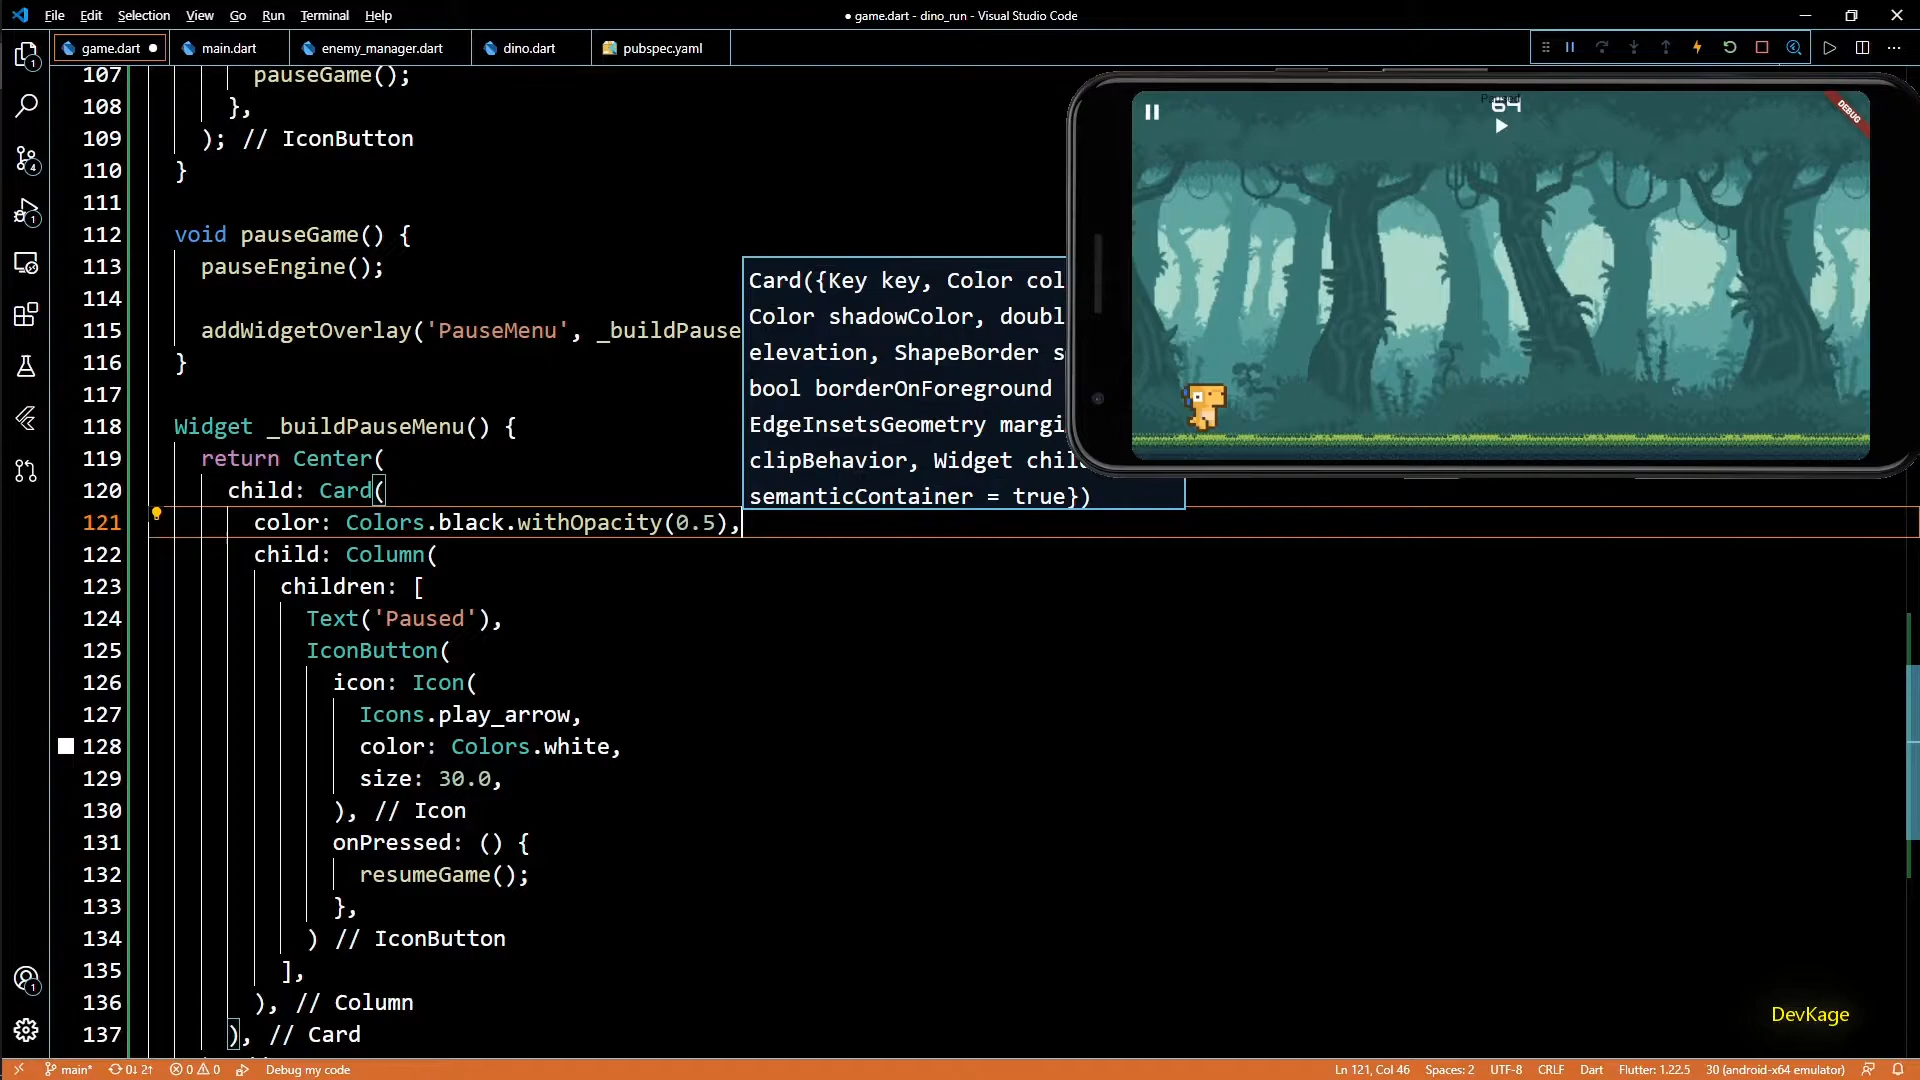 File Edit Selection View Go Run Terminal Help
● game.dart - dino_run - Visual Studio Code
game.dart ●
main.dart
enemy_manager.dart
dino.dart
pubspec.yaml
107 pauseGame();
108 },
109 ); // IconButton
110 }
111
112 void pauseGame() {
113 pauseEngine();
114
115 addWidgetOverlay('PauseMenu', _buildPause
116 }
117
118 Widget _buildPauseMenu() {
119 return Center(
120 child: Card(
121 color: Colors.black.withOpacity(0.5),
122 child: Column(
123 children: [
124 Text('Paused'),
125 IconButton(
126 icon: Icon(
127 Icons.play_arrow,
128 color: Colors.white,
129 size: 30.0,
130 ), // Icon
131 onPressed: () {
132 resumeGame();
133 },
134 ) // IconButton
135 ],
136 ), // Column
137 ), // Card
Card({Key key, Color col
Color shadowColor, doubl
elevation, ShapeBorder s
bool borderOnForeground
EdgeInsetsGeometry margi
clipBehavior, Widget chil
semanticContainer = true})
64
DEBUG
1
4
1
1
DevKage
main* 0↓ 2↑ 0 0 Debug my code
Ln 121, Col 46 Spaces: 2 UTF-8 CRLF Dart Flutter: 1.22.5 30 (android-x64 emulator)